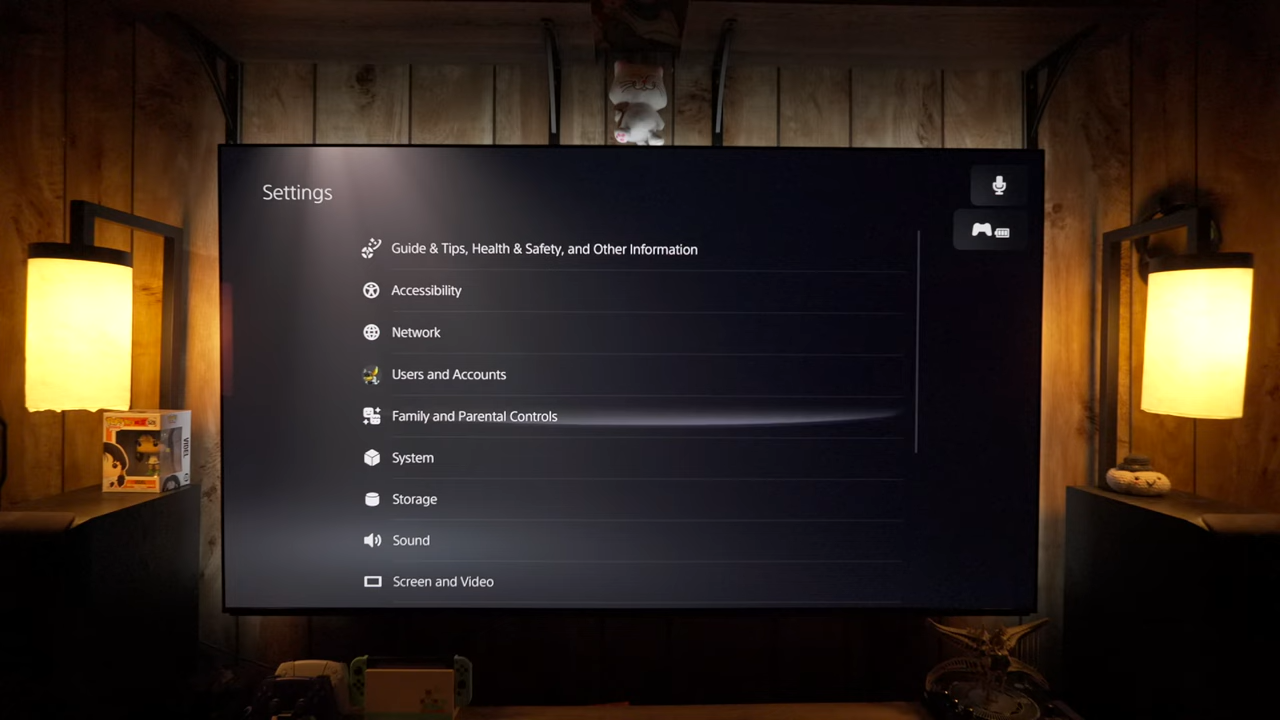 Settings
Guide & Tips, Health & Safety, and Other Information
Accessibility
Network
Users and Accounts
Family and Parental Controls
System
Storage
Sound
Screen and Video
VIDEL